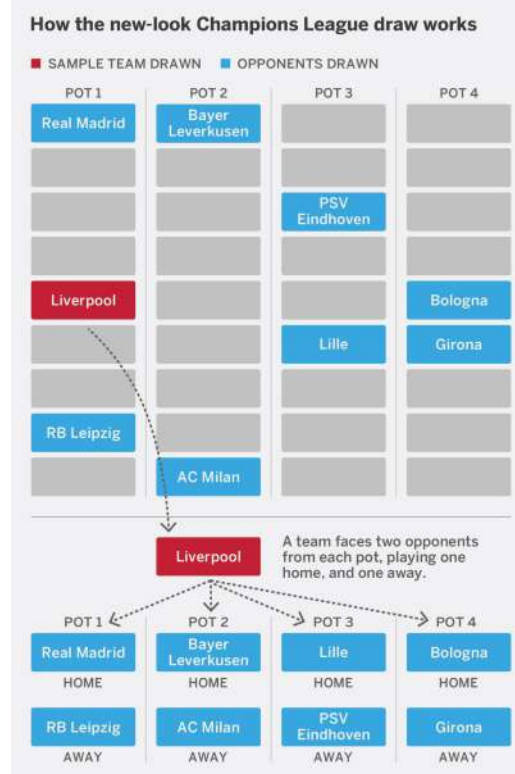 How the new-look Champions League draw works
SAMPLE TEAM DRAWN OPPONENTS DRAWN
POT 1 POT 2 POT 3 POT 4
Real Madrid
Bayer
Leverkusen
PSV
Eindhoven
Liverpool
Bologna
Lille
Girona
RB Leipzig
AC Milan
Liverpool
A team faces two opponents
from each pot, playing one
home, and one away.
POT 1 POT 2 POT 3 POT 4
Real Madrid
Bayer
Leverkusen
Lille
Bologna
HOME HOME HOME HOME
RB Leipzig
AC Milan
PSV
Eindhoven
Girona
AWAY AWAY AWAY AWAY